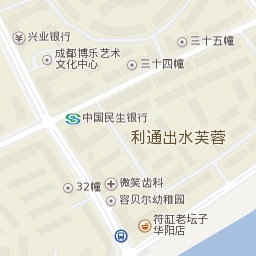 兴业银行
三十五幢
成都博乐艺术
文化中心
三十四幢
中国民生银行
利通出水芙蓉
微笑齿科
32幢
容贝尔幼稚园
符缸老坛子
华阳店